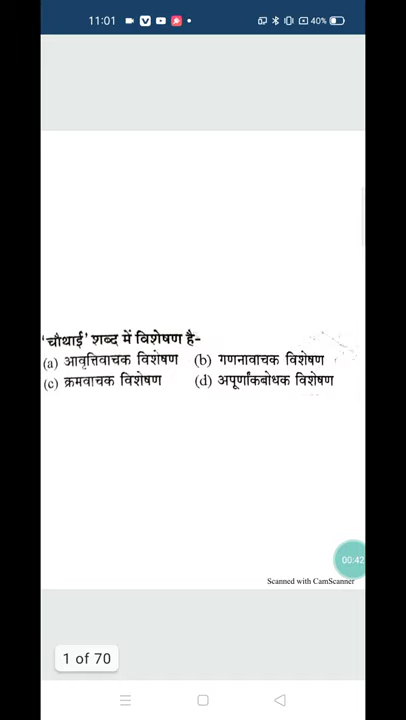 11:01
40%
'चौथाई' शब्द में विशेषण है-
(a) आवृत्तिवाचक विशेषण (b) गणनावाचक विशेषण
(c) क्रमवाचक विशेषण (d) अपूर्णांकबोधक विशेषण
00:42
Scanned with CamScanner
1 of 70